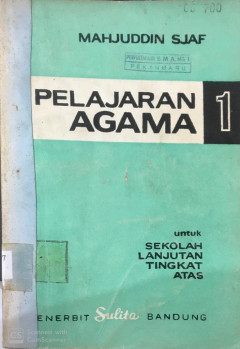 MAHJUDDIN SJAF
PELAJARAN
AGAMA
1
untuk
SEKOLAH
LANJUTAN
TINGKAT
ATAS
ENERBIT Sulita BANDUNG